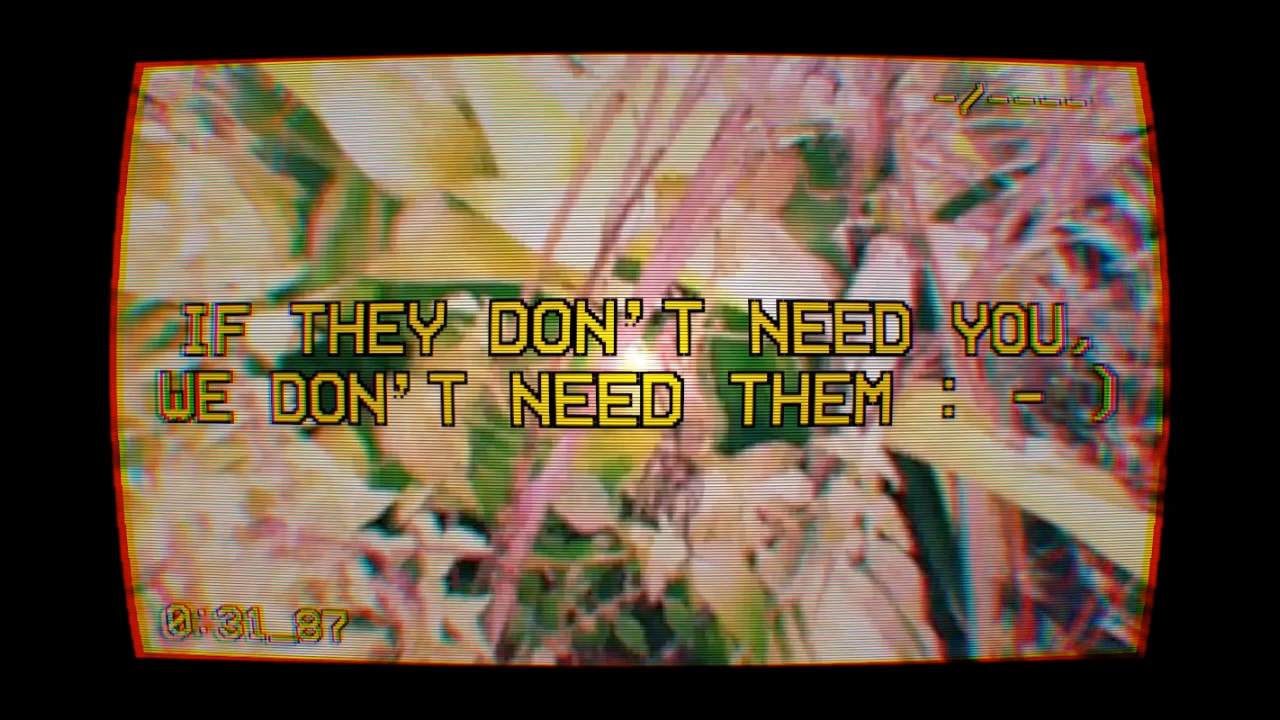 -/----
IF THEY DON'T NEED YOU,
WE DON'T NEED THEM : - )
0:31_87